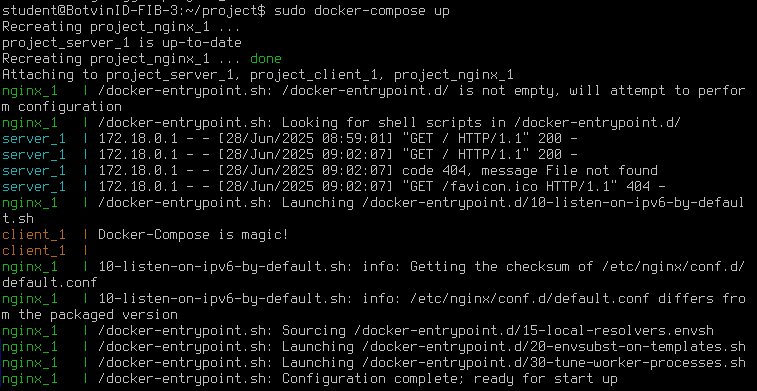 student@BotvinID-FIB-3:~/project$ sudo docker-compose up
Recreating project_nginx_1 ...
project_server_1 is up-to-date
Recreating project_nginx_1 ... done
Attaching to project_server_1, project_client_1, project_nginx_1
nginx_1   | /docker-entrypoint.sh: /docker-entrypoint.d/ is not empty, will attempt to perfor
m configuration
nginx_1   | /docker-entrypoint.sh: Looking for shell scripts in /docker-entrypoint.d/
server_1  | 172.18.0.1 - - [28/Jun/2025 08:59:01] "GET / HTTP/1.1" 200 -
server_1  | 172.18.0.1 - - [28/Jun/2025 09:02:07] "GET / HTTP/1.1" 200 -
server_1  | 172.18.0.1 - - [28/Jun/2025 09:02:07] code 404, message File not found
server_1  | 172.18.0.1 - - [28/Jun/2025 09:02:07] "GET /favicon.ico HTTP/1.1" 404 -
nginx_1   | /docker-entrypoint.sh: Launching /docker-entrypoint.d/10-listen-on-ipv6-by-defaul
t.sh
client_1  | Docker-Compose is magic!
client_1  |
nginx_1   | 10-listen-on-ipv6-by-default.sh: info: Getting the checksum of /etc/nginx/conf.d/
default.conf
nginx_1   | 10-listen-on-ipv6-by-default.sh: info: /etc/nginx/conf.d/default.conf differs fro
m the packaged version
nginx_1   | /docker-entrypoint.sh: Sourcing /docker-entrypoint.d/15-local-resolvers.envsh
nginx_1   | /docker-entrypoint.sh: Launching /docker-entrypoint.d/20-envsubst-on-templates.sh
nginx_1   | /docker-entrypoint.sh: Launching /docker-entrypoint.d/30-tune-worker-processes.sh
nginx_1   | /docker-entrypoint.sh: Configuration complete; ready for start up